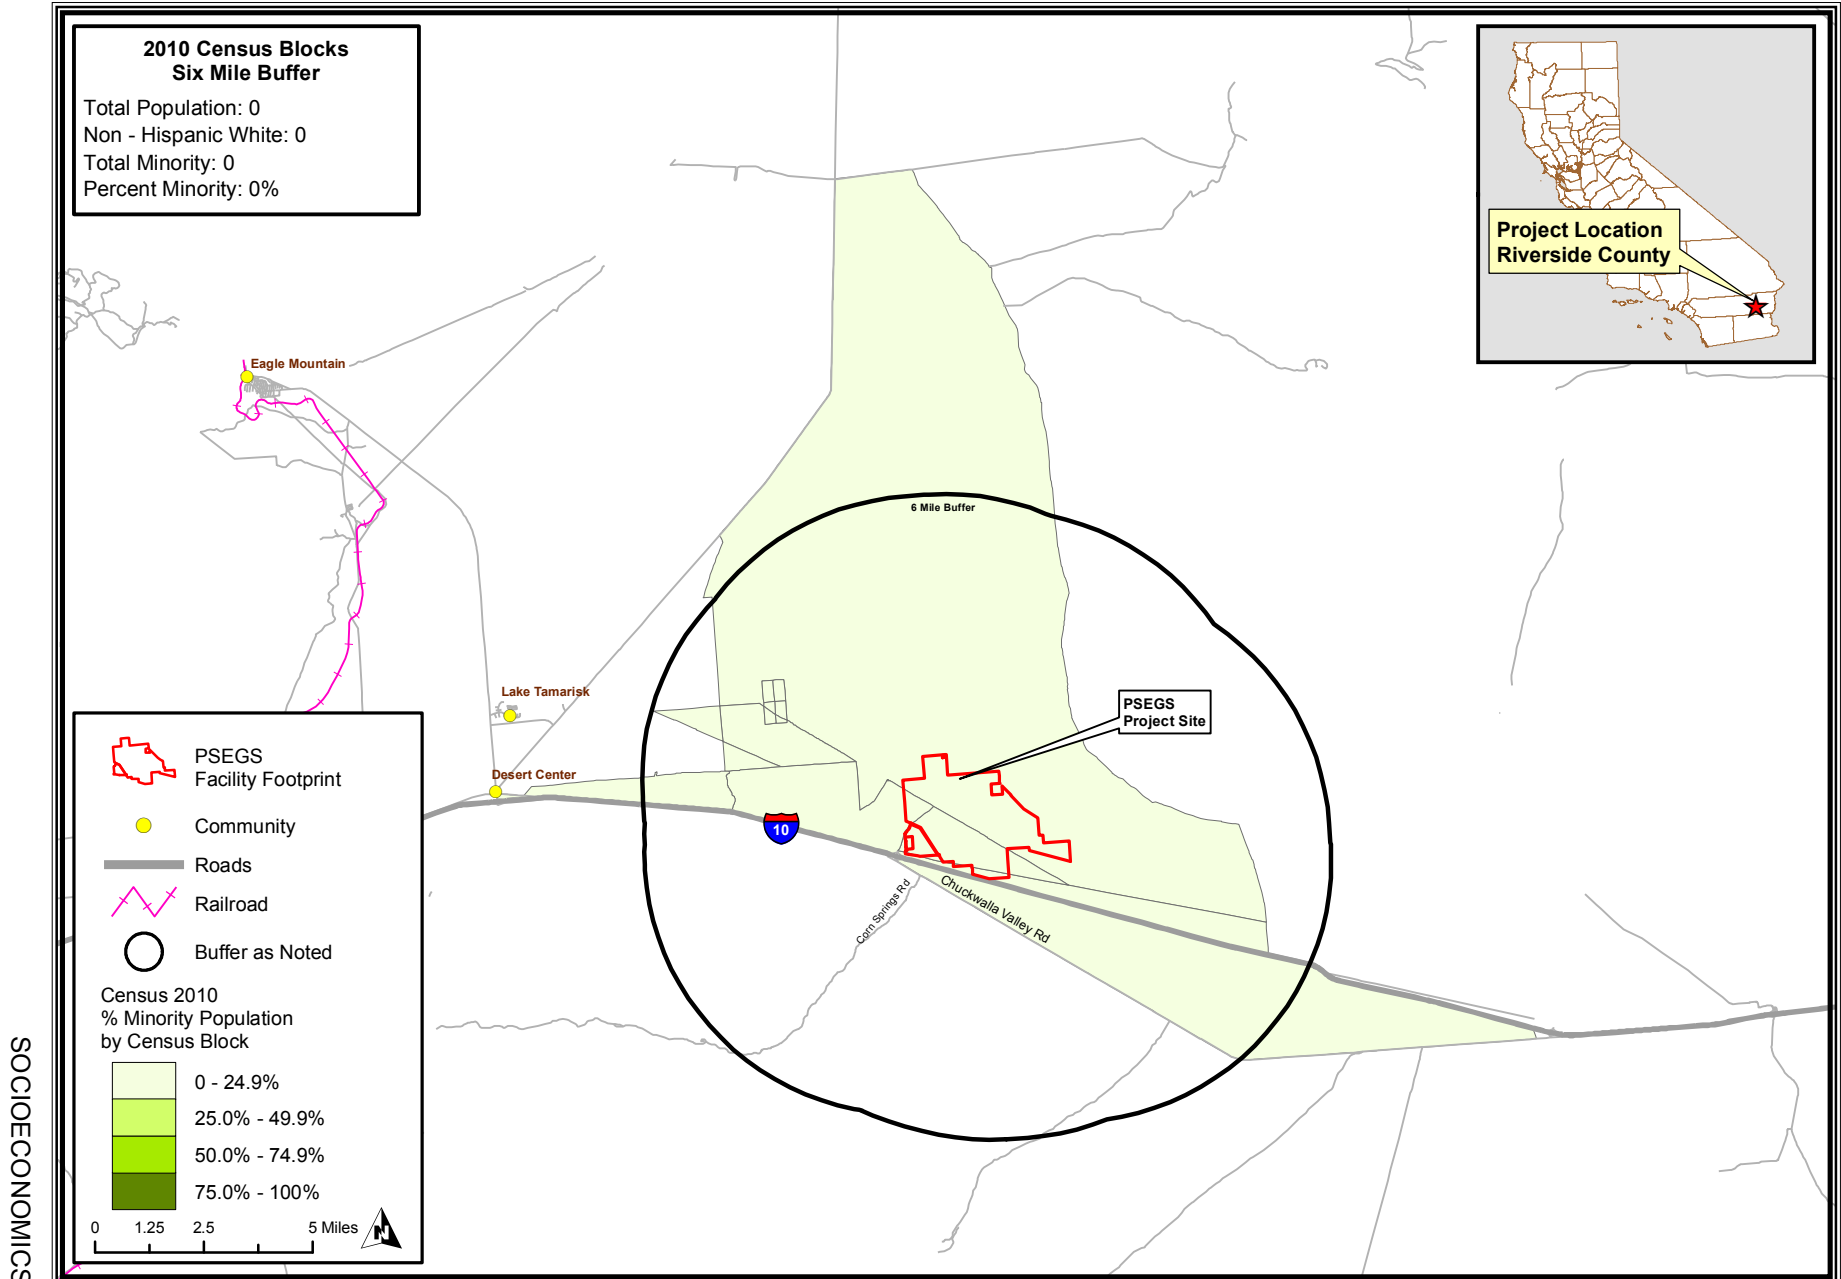 2010 Census Blocks
Six Mile Buffer
Total Population: 0
Non - Hispanic White: 0
Total Minority: 0
Percent Minority: 0%
Project Location
Riverside County
Eagle Mountain
6 Mile Buffer
Lake Tamarisk
PSEGS
Project Site
Desert Center
10
Corn Springs Rd
Chuckwalla Valley Rd
PSEGS
Facility Footprint
Community
Roads
Railroad
Buffer as Noted
Census 2010
% Minority Population
by Census Block
0 - 24.9%
25.0% - 49.9%
50.0% - 74.9%
75.0% - 100%
0 1.25 2.5 5 Miles
N
SOCIOECONOMICS